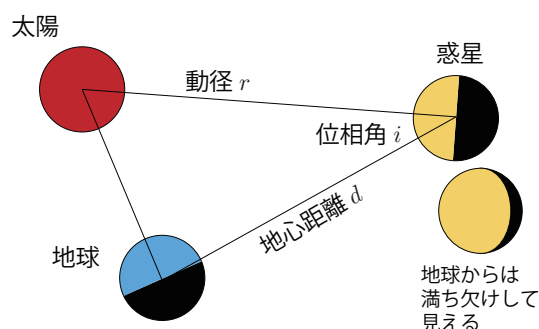 太陽
惑星
動径 r
位相角 i
地心距離 d
地球
地球からは
満ち欠けして
見える